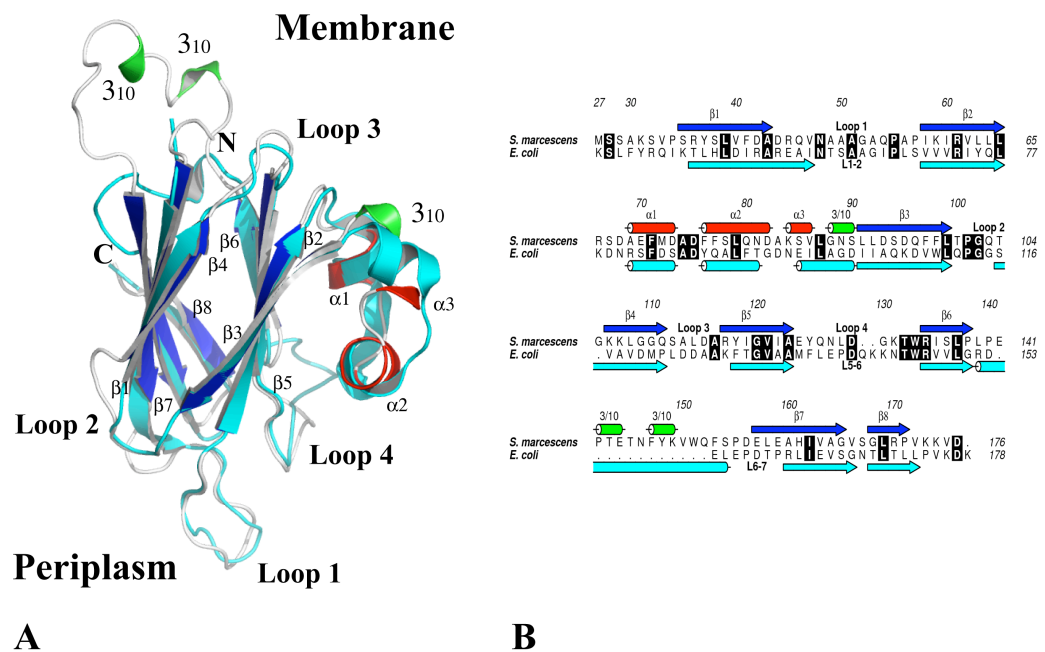 A
Membrane
3₁₀
3₁₀
N
Loop 3
3₁₀
β2
β6
β4
C
α1
α3
β8
β3
β1
β7
β5
α2
Loop 2
Loop 4
Periplasm
Loop 1
B
27 30 40 50 60
β1 Loop 1 β2
S. marcescens MSSAKSVPSRYSLVFDADRQVNAAAGAQPAPIKIRVLLL 65
E. coli KSLFYRQIKTLHLDIRAREAINTSAAGIPLSVVVRIYQL 77
L1-2
70 80 90 100
α1 α2 α3 3/10 β3 Loop 2
S. marcescens RSDAEFMDADFFSLQNDAKSVLGNSLLDSDQFFLTPGQT 104
E. coli KDNRSFDSADYQALFTGDNEILAGDIIAQKDVWLQPGGS 116
110 120 130 140
β4 Loop 3 β5 Loop 4 β6
S. marcescens GKKLGGQSALDARYIGVIAEYQNLD..GKTWRISLPLPE 141
E. coli .VAVDMPLDDAKFTGVAAMFLEPDQKKNTWRVVLGRD. 153
L5-6
3/10 3/10 150 160 170
β7 β8
S. marcescens PTETNFYKVWQFSPDELEAHIVAGVSGLRPVKKVD. 176
E. coli ...........ELEPDTPRLIEVSGNTLTLLPVKDK 178
L6-7